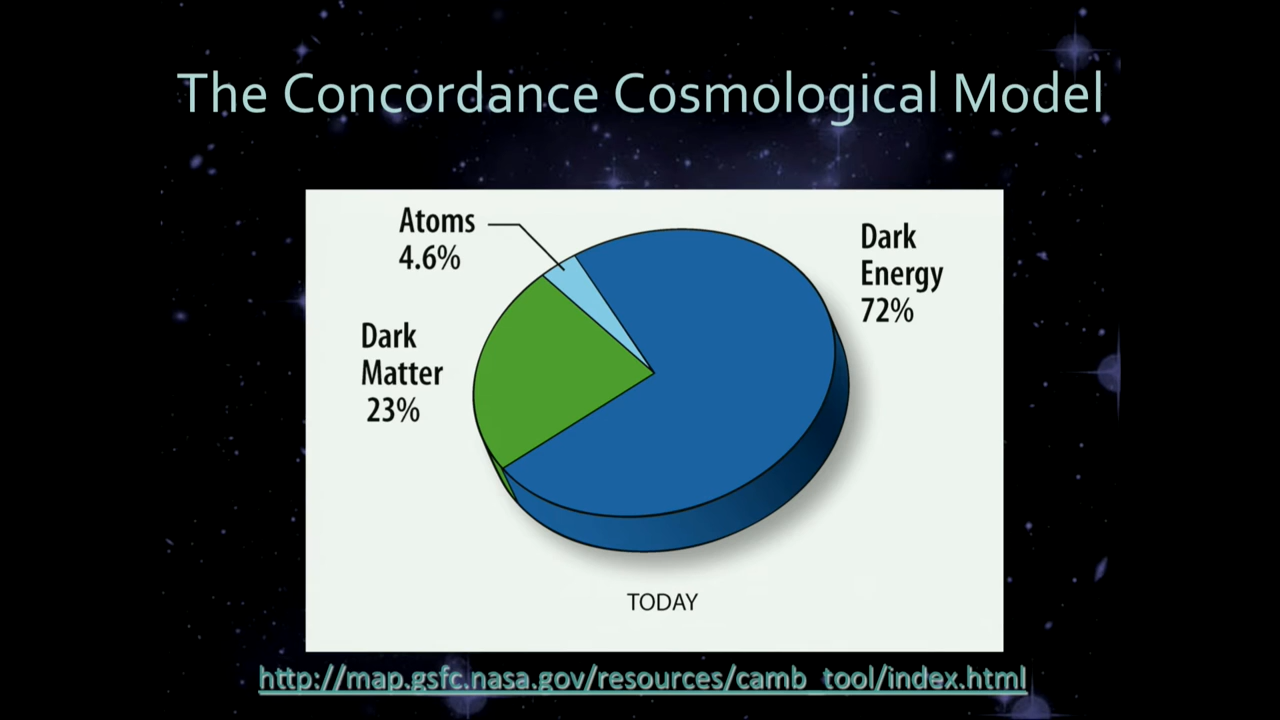 The Concordance Cosmological Model
Atoms
4.6%
Dark
Energy
72%
Dark
Matter
23%
TODAY
http://map.gsfc.nasa.gov/resources/camb_tool/index.html